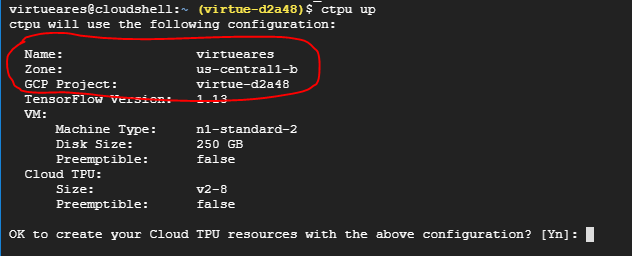 virtueares@cloudshell:~ (virtue-d2a48)$ ctpu up
ctpu will use the following configuration:
Name: virtueares
Zone: us-central1-b
GCP Project: virtue-d2a48
TensorFlow Version: 1.13
VM:
Machine Type: n1-standard-2
Disk Size: 250 GB
Preemptible: false
Cloud TPU:
Size: v2-8
Preemptible: false
OK to create your Cloud TPU resources with the above configuration? [Yn]: